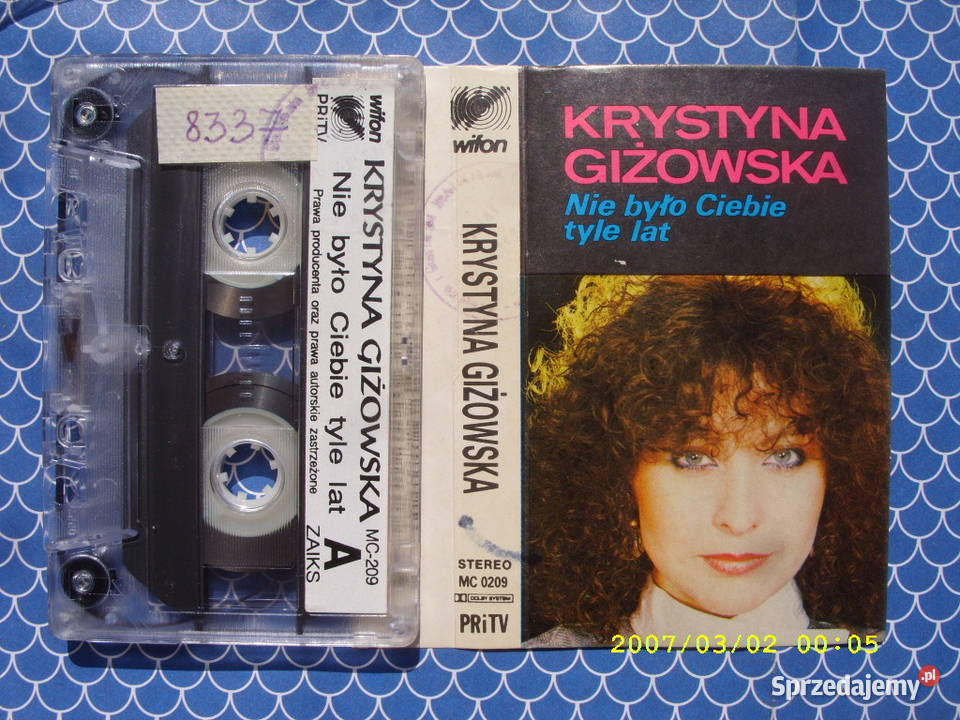 8337
wifon
PRiTV
KRYSTYNA GIŻOWSKA MC-209
Nie było Ciebie tyle lat A
Prawa producenta oraz prawa autorskie zastrzeżone ZAIKS
wifon
KRYSTYNA GIŻOWSKA
STEREO
MC 0209
DOLBY SYSTEM
PRiTV
KRYSTYNA
GIŻOWSKA
Nie było Ciebie
tyle lat
2007/03/02 00:05
Sprzedajemy.pl